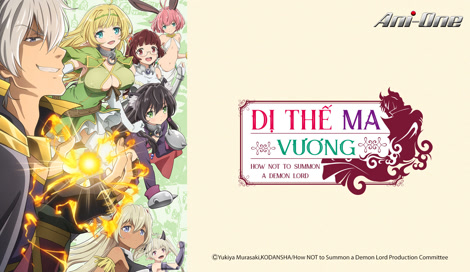 Ani-One
DỊ THẾ MA
VƯƠNG
HOW NOT TO SUMMON
A DEMON LORD
©Yukiya Murasaki,KODANSHA/How NOT to Summon a Demon Lord Production Committee